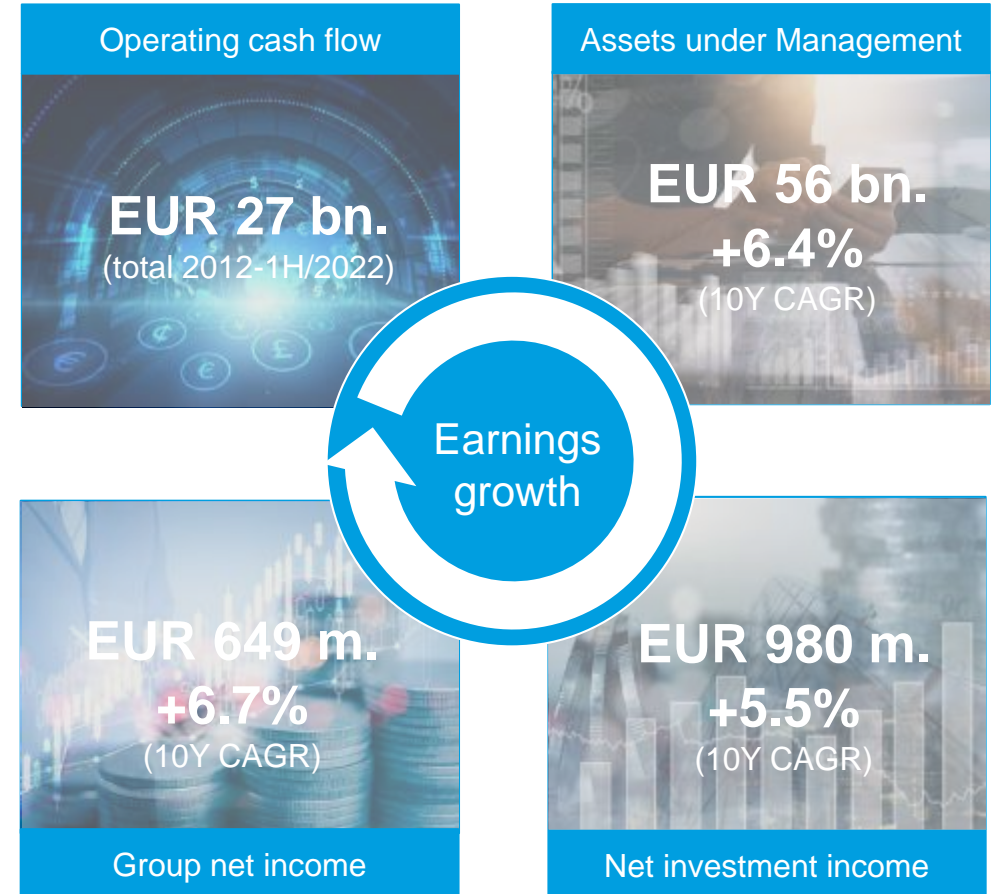 Operating cash flow
EUR 27 bn.
(total 2012-1H/2022)
Assets under Management
EUR 56 bn.
+6.4%
(10Y CAGR)
Earnings
growth
EUR 649 m.
+6.7%
(10Y CAGR)
Group net income
EUR 980 m.
+5.5%
(10Y CAGR)
Net investment income